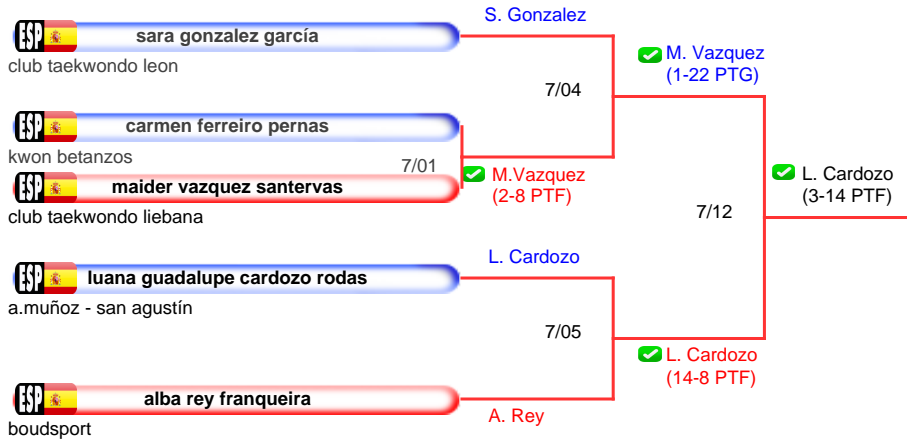 S. Gonzalez
ESP sara gonzalez garcía
club taekwondo leon
M. Vazquez
(1-22 PTG)
7/04
ESP carmen ferreiro pernas
kwon betanzos
7/01
M.Vazquez
(2-8 PTF)
ESP maider vazquez santervas
club taekwondo liebana
L. Cardozo
(3-14 PTF)
7/12
L. Cardozo
ESP luana guadalupe cardozo rodas
a.muñoz - san agustín
7/05
L. Cardozo
(14-8 PTF)
ESP alba rey franqueira
A. Rey
boudsport